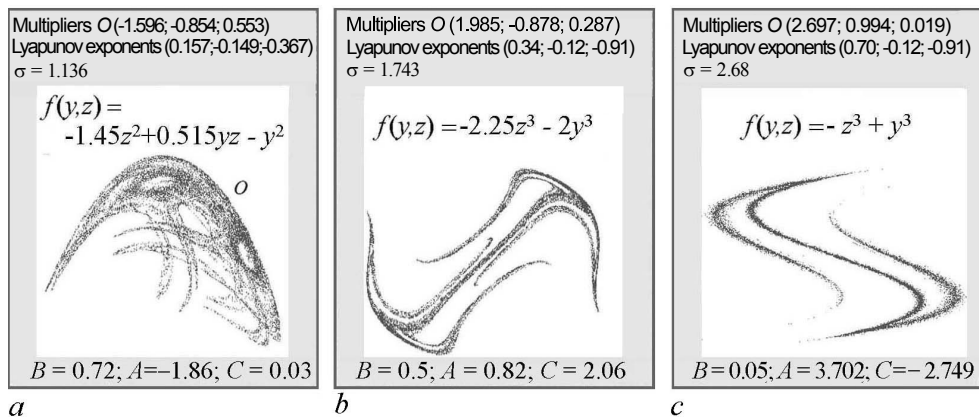 Multipliers O (-1.596; -0.854; 0.553)
Lyapunov exponents (0.157;-0.149;-0.367)
σ = 1.136
f(y,z) =
-1.45z²+0.515yz - y²
O
B = 0.72; A=–1.86; C = 0.03
a
Multipliers O (1.985; -0.878; 0.287)
Lyapunov exponents (0.34; -0.12; -0.91)
σ = 1.743
f(y,z) =-2.25z³ - 2y³
B = 0.5; A = 0.82; C = 2.06
b
Multipliers O (2.697; 0.994; 0.019)
Lyapunov exponents (0.70; -0.12; -0.91)
σ = 2.68
f(y,z) =- z³ + y³
B = 0.05; A = 3.702; C=– 2.749
c